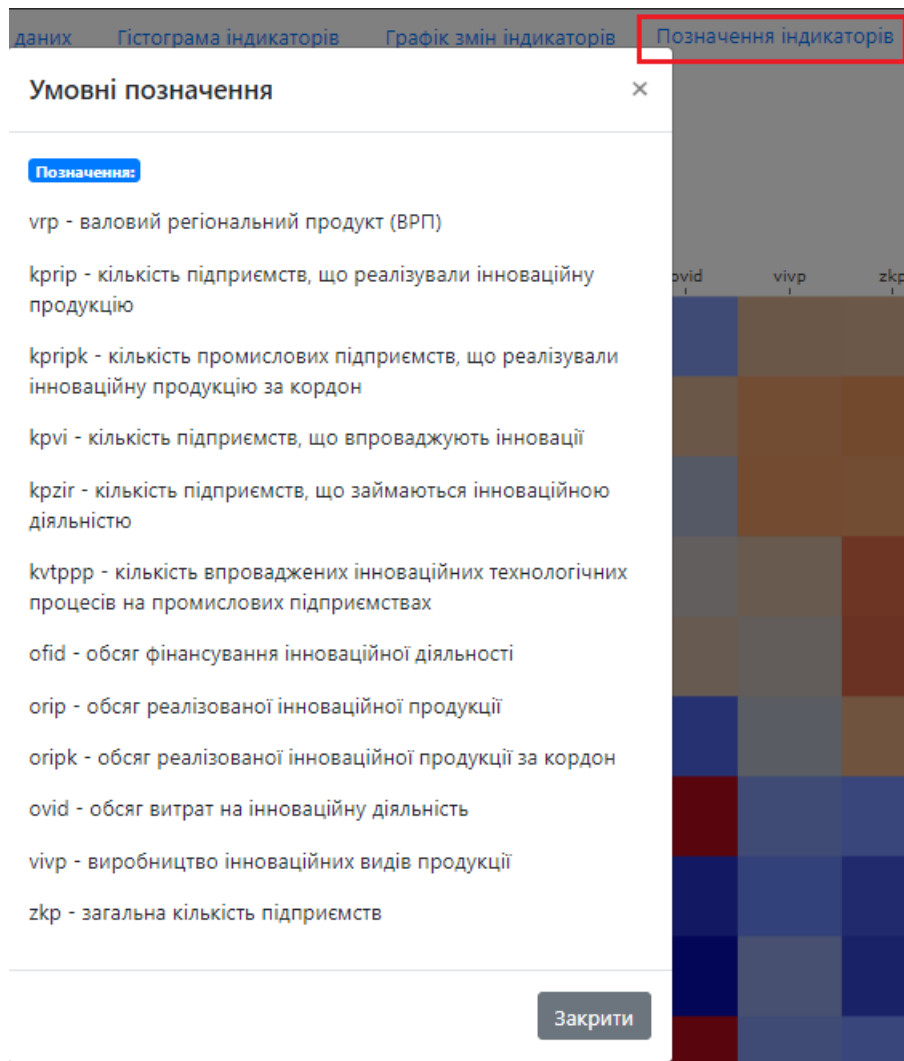 даних Гістограма індикаторів Графік змін індикаторів Позначення індикаторів
Умовні позначення ×
Позначення:
vrp - валовий регіональний продукт (ВРП)
kprip - кількість підприємств, що реалізували інноваційну
продукцію
kpripk - кількість промислових підприємств, що реалізували
інноваційну продукцію за кордон
kpvi - кількість підприємств, що впроваджують інновації
kpzir - кількість підприємств, що займаються інноваційною
діяльністю
kvtppp - кількість впроваджених інноваційних технологічних
процесів на промислових підприємствах
ofid - обсяг фінансування інноваційної діяльності
orip - обсяг реалізованої інноваційної продукції
oripk - обсяг реалізованої інноваційної продукції за кордон
ovid - обсяг витрат на інноваційну діяльність
vivp - виробництво інноваційних видів продукції
zkp - загальна кількість підприємств
Закрити
ovid vivp zkp